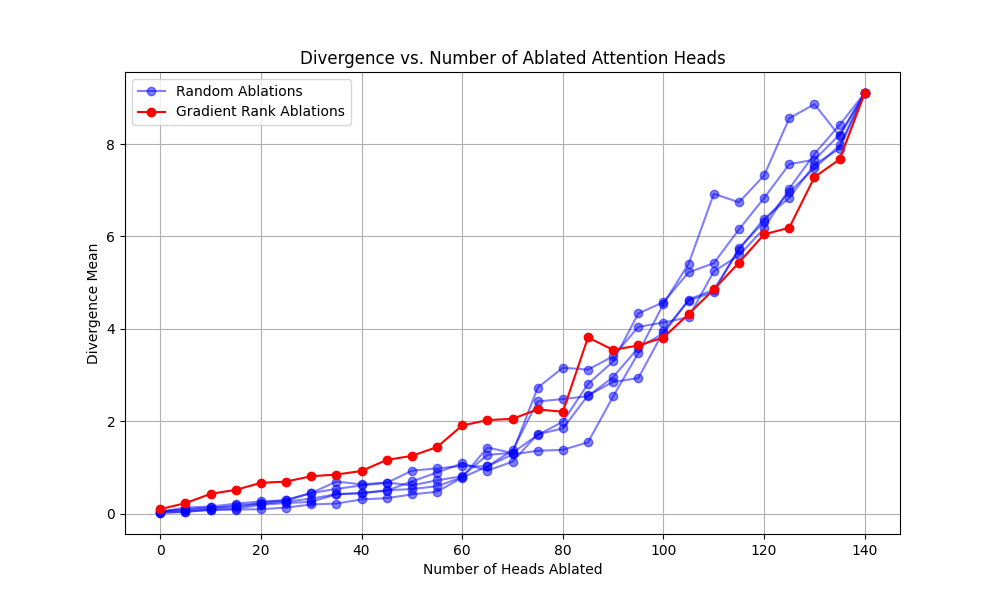 Divergence vs. Number of Ablated Attention Heads
Random Ablations
Gradient Rank Ablations
Divergence Mean
8
6
4
2
0
0 20 40 60 80 100 120 140
Number of Heads Ablated